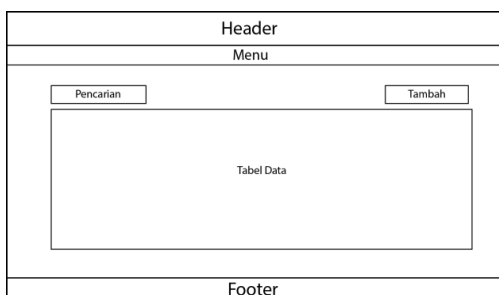 Header
Menu
Pencarian
Tambah
Tabel Data
Footer